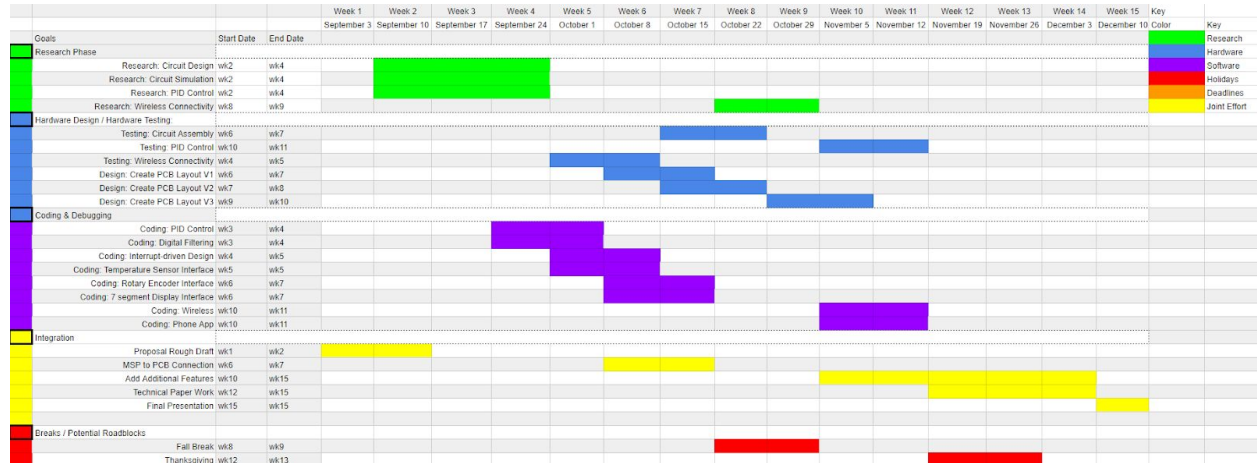 Week 1 Week 2 Week 3 Week 4 Week 5 Week 6 Week 7 Week 8 Week 9 Week 10 Week 11 Week 12 Week 13 Week 14 Week 15 Key
September 3 September 10 September 17 September 24 October 1 October 8 October 15 October 22 October 29 November 5 November 12 November 19 November 26 December 3 December 10 Color Key
Goals Start Date End Date Research
Research Phase Hardware
Research: Circuit Design wk2 wk4 Software
Research: Circuit Simulation wk2 wk4 Holidays
Research: PID Control wk2 wk4 Deadlines
Research: Wireless Connectivity wk8 wk9 Joint Effort
Hardware Design / Hardware Testing:
Testing: Circuit Assembly wk6 wk7
Testing: PID Control wk10 wk11
Testing: Wireless Connectivity wk4 wk5
Design: Create PCB Layout V1 wk6 wk7
Design: Create PCB Layout V2 wk7 wk8
Design: Create PCB Layout V3 wk9 wk10
Coding & Debugging
Coding: PID Control wk3 wk4
Coding: Digital Filtering wk3 wk4
Coding: Interrupt-driven Design wk4 wk5
Coding: Temperature Sensor Interface wk5 wk5
Coding: Rotary Encoder Interface wk6 wk7
Coding: 7 segment Display Interface wk6 wk7
Coding: Wireless wk10 wk11
Coding: Phone App wk10 wk11
Integration
Proposal Rough Draft wk1 wk2
MSP to PCB Connection wk6 wk7
Add Additional Features wk10 wk15
Technical Paper Work wk12 wk15
Final Presentation wk15 wk15
Breaks / Potential Roadblocks
Fall Break wk8 wk9
Thanksgiving wk12 wk13